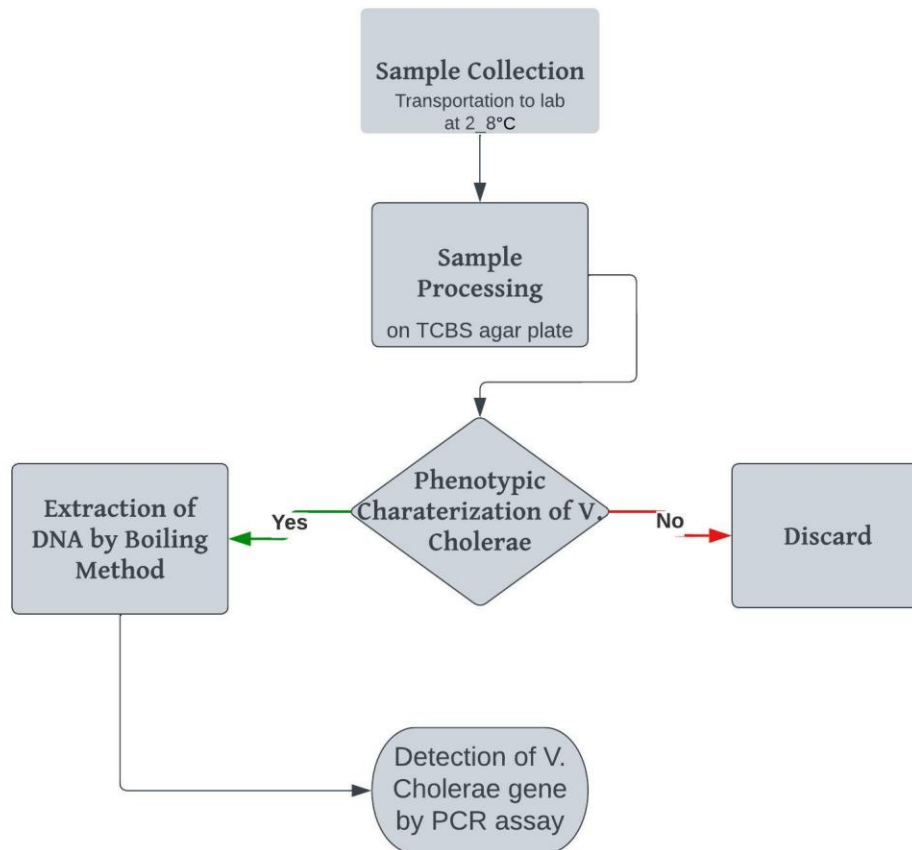 Sample Collection
Transportation to lab
at 2_8°C
Sample
Processing
on TCBS agar plate
Phenotypic
Charaterization of V.
Cholerae
Yes
No
Extraction of
DNA by Boiling
Method
Discard
Detection of V.
Cholerae gene
by PCR assay